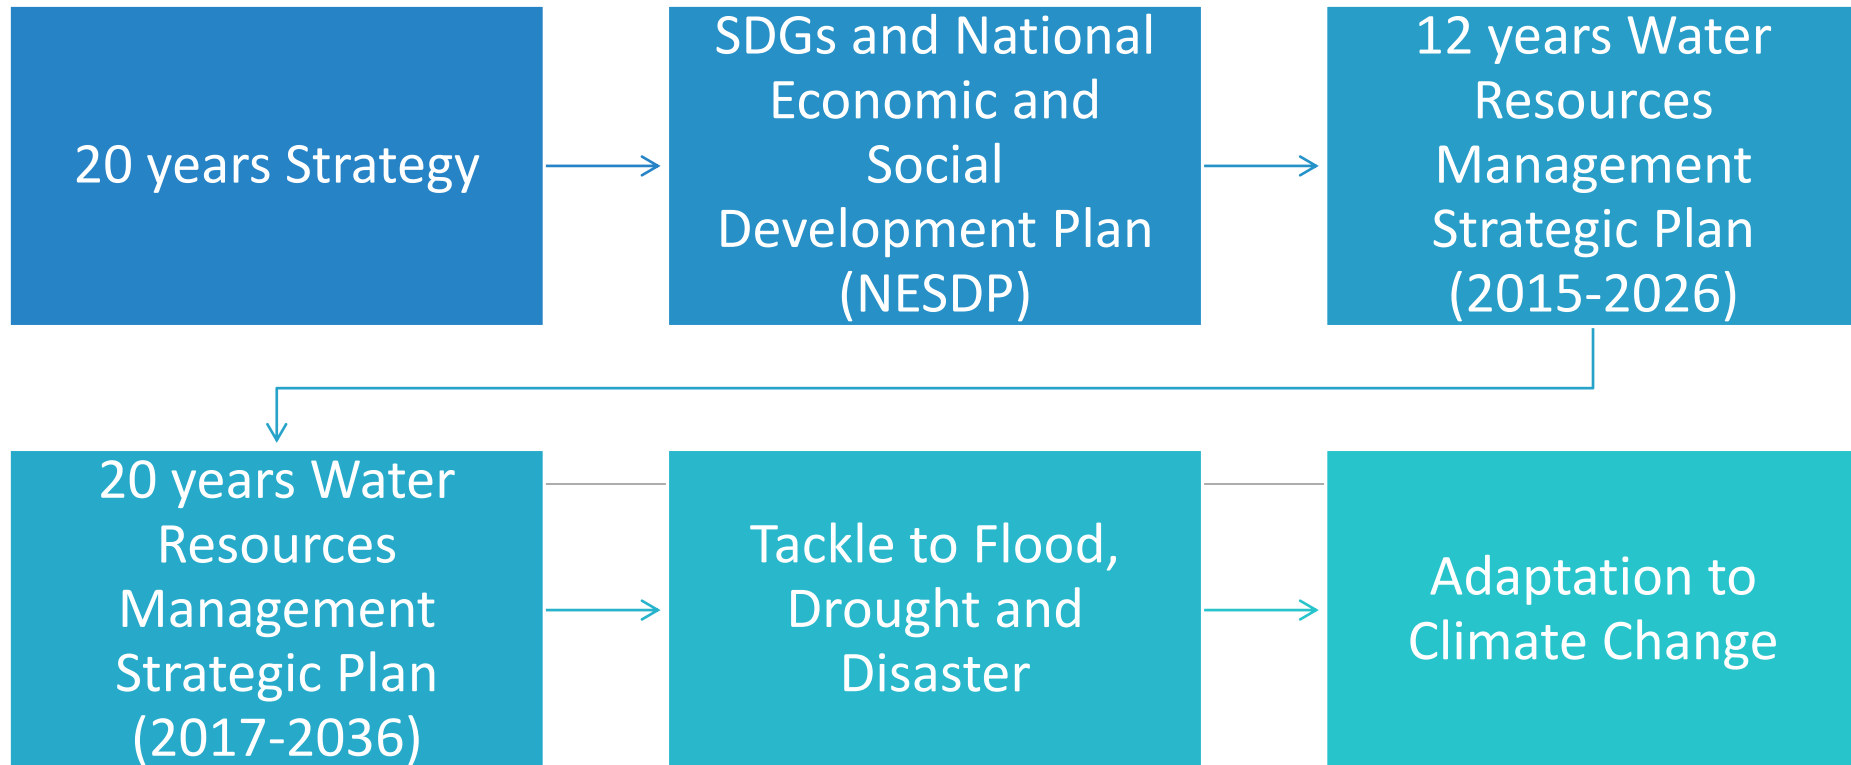 20 years Strategy
SDGs and National
Economic and
Social
Development Plan
(NESDP)
12 years Water
Resources
Management
Strategic Plan
(2015-2026)
20 years Water
Resources
Management
Strategic Plan
(2017-2036)
Tackle to Flood,
Drought and
Disaster
Adaptation to
Climate Change